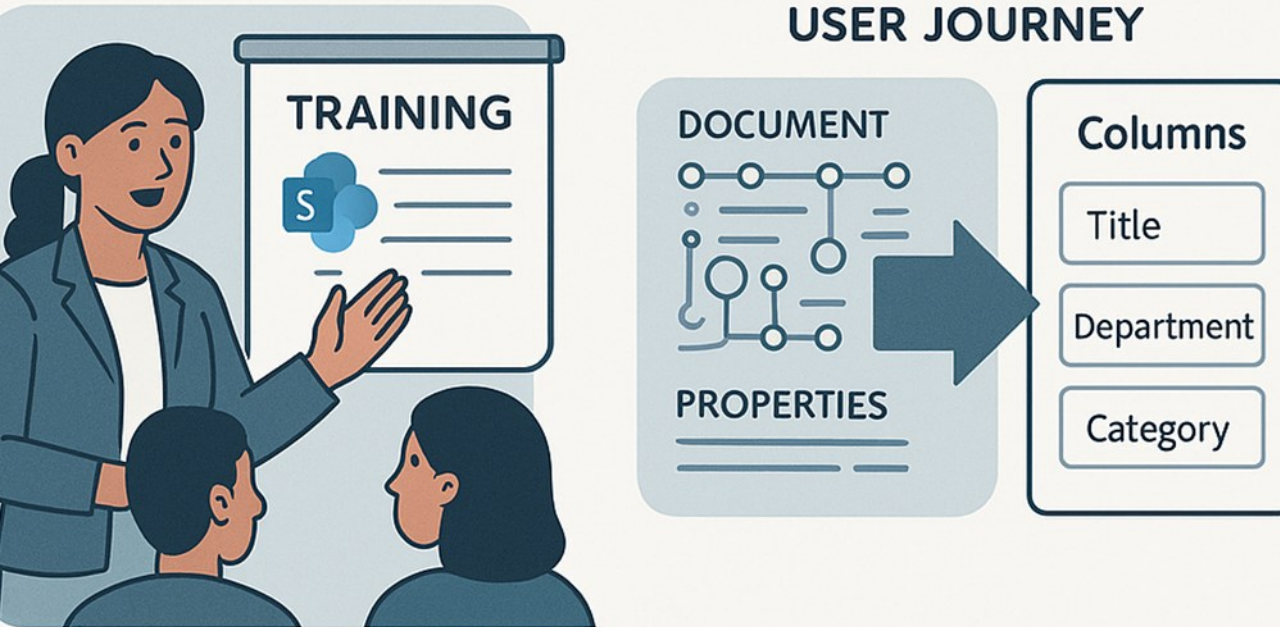 TRAINING
S
USER JOURNEY
DOCUMENT
PROPERTIES
Columns
Title
Department
Category